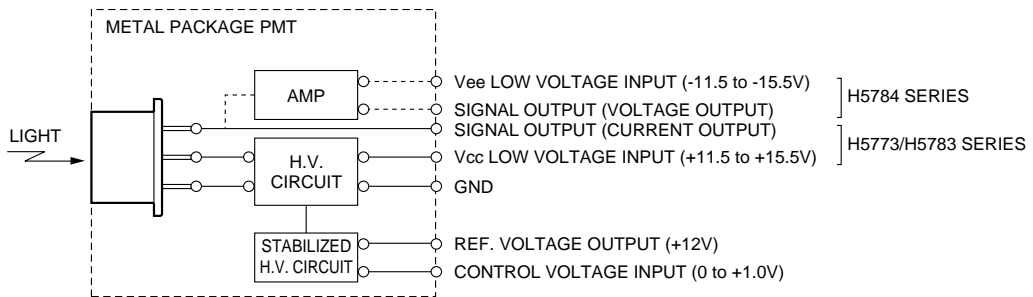 METAL PACKAGE PMT
AMP
Vee LOW VOLTAGE INPUT (-11.5 to -15.5V)
SIGNAL OUTPUT (VOLTAGE OUTPUT)
H5784 SERIES
LIGHT
SIGNAL OUTPUT (CURRENT OUTPUT)
H.V.
CIRCUIT
Vcc LOW VOLTAGE INPUT (+11.5 to +15.5V)
H5773/H5783 SERIES
GND
STABILIZED
H.V. CIRCUIT
REF. VOLTAGE OUTPUT (+12V)
CONTROL VOLTAGE INPUT (0 to +1.0V)